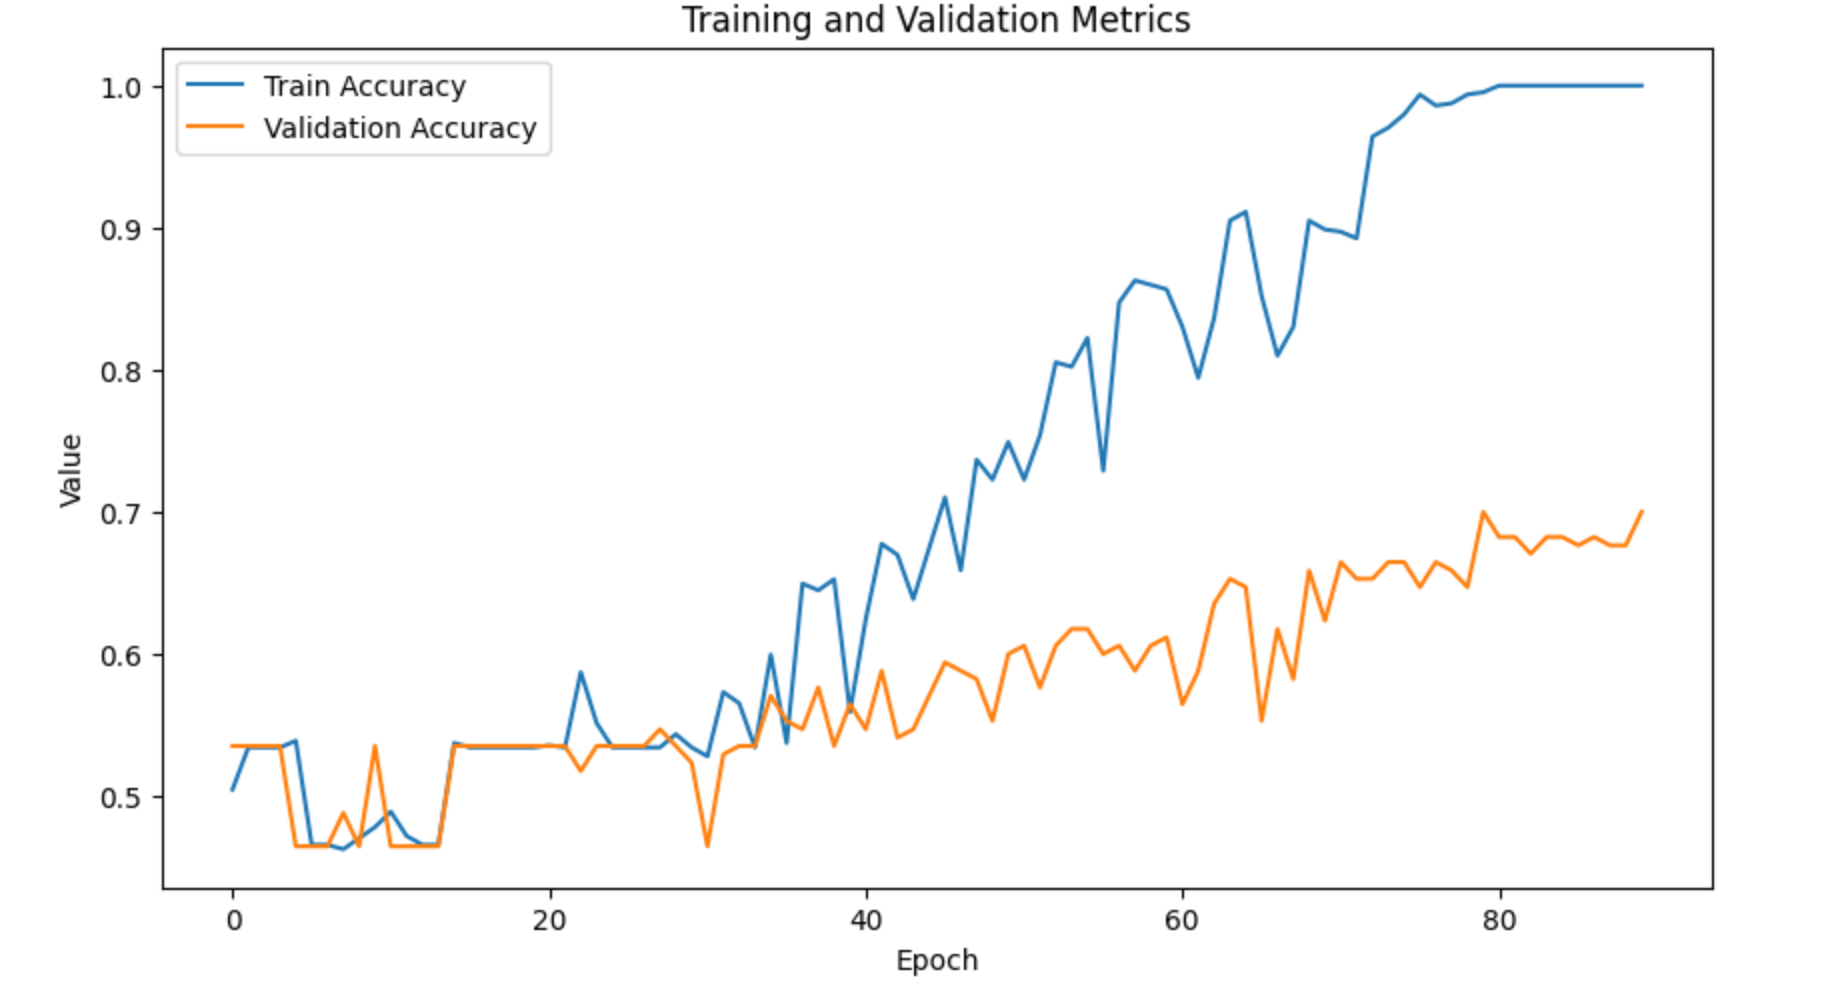 Training and Validation Metrics
Train Accuracy
Validation Accuracy
1.0
0.9
0.8
0.7
0.6
0.5
Value
0 20 40 60 80
Epoch